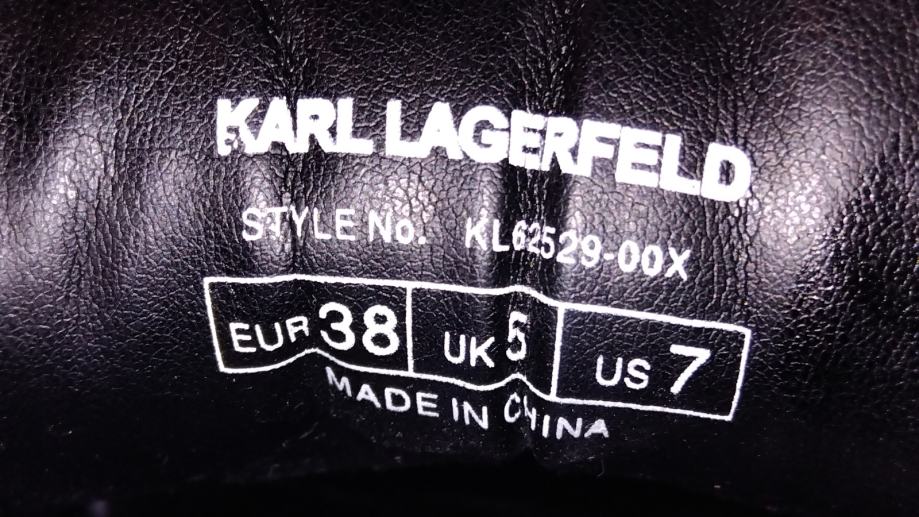 KARL LAGERFELD
STYLE No. KL62529-00X
EUR 38 UK 5 US 7
MADE IN CHINA